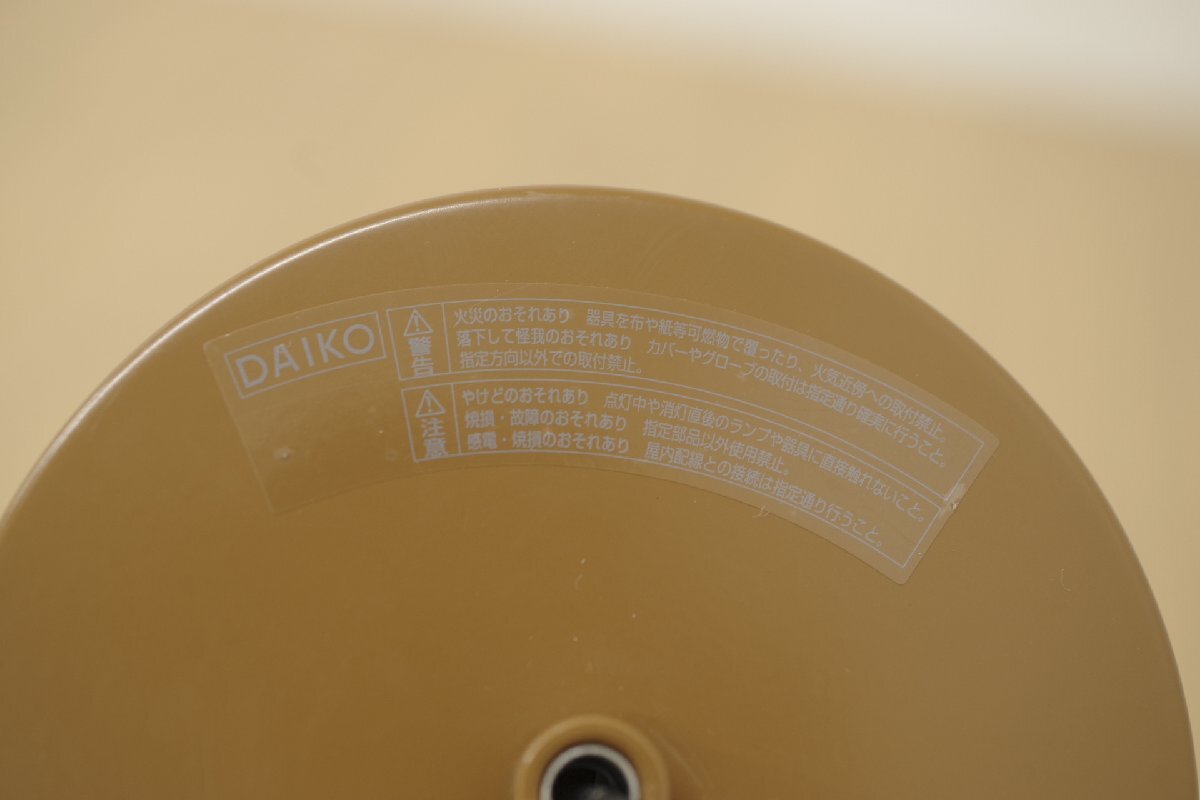 DAIKO
警告
火災のおそれあり 器具を布や紙等可燃物で覆ったり、火気近傍への取付禁止。
落下して怪我のおそれあり カバーやグローブの取付は指定通り確実に行うこと。
指定方向以外での取付禁止。
注意
やけどのおそれあり 点灯中や消灯直後のランプや器具に直接触れないこと。
焼損・故障のおそれあり 指定部品以外使用禁止。
感電・焼損のおそれあり 屋内配線との接続は指定通り行うこと。